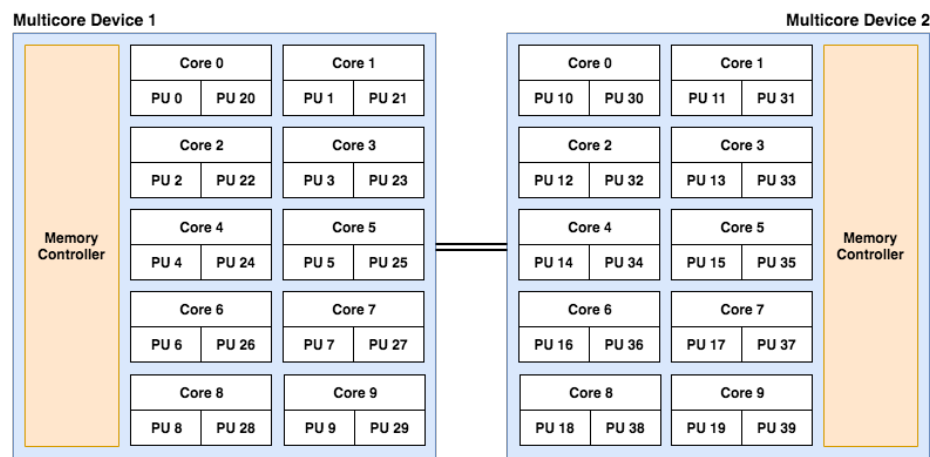 Multicore Device 1
Multicore Device 2
Memory
Controller
Core 0
PU 0 PU 20
Core 1
PU 1 PU 21
Core 2
PU 2 PU 22
Core 3
PU 3 PU 23
Core 4
PU 4 PU 24
Core 5
PU 5 PU 25
Core 6
PU 6 PU 26
Core 7
PU 7 PU 27
Core 8
PU 8 PU 28
Core 9
PU 9 PU 29
Core 0
PU 10 PU 30
Core 1
PU 11 PU 31
Core 2
PU 12 PU 32
Core 3
PU 13 PU 33
Core 4
PU 14 PU 34
Core 5
PU 15 PU 35
Core 6
PU 16 PU 36
Core 7
PU 17 PU 37
Core 8
PU 18 PU 38
Core 9
PU 19 PU 39
Memory
Controller